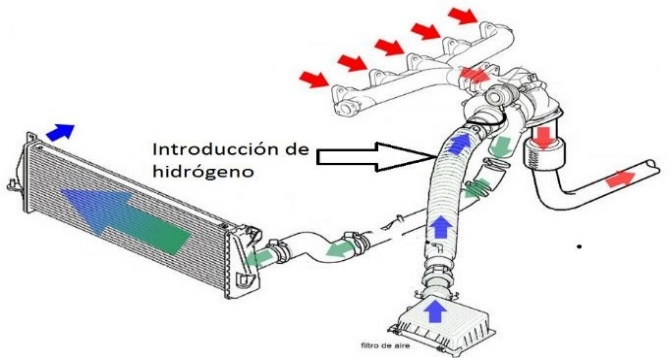 Introducción de
hidrógeno
filtro de aire